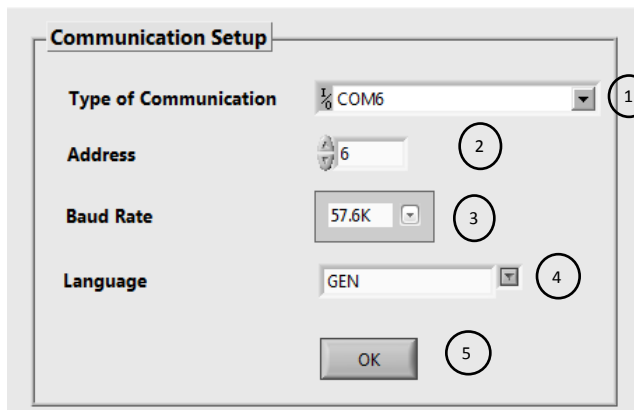 Communication Setup
Type of Communication I/O COM6 1
Address 6 2
Baud Rate 57.6K 3
Language GEN 4
OK 5